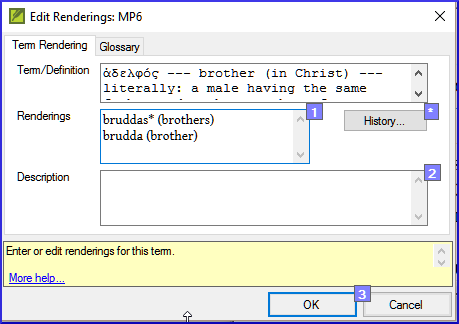 Edit Renderings: MP6
Term Rendering
Glossary
Term/Definition
ἀδελφός --- brother (in Christ) ---
literally: a male having the same
Renderings
bruddas* (brothers)
brudda (brother)
1
*
History...
Description
2
Enter or edit renderings for this term.
More help...
3
OK
Cancel